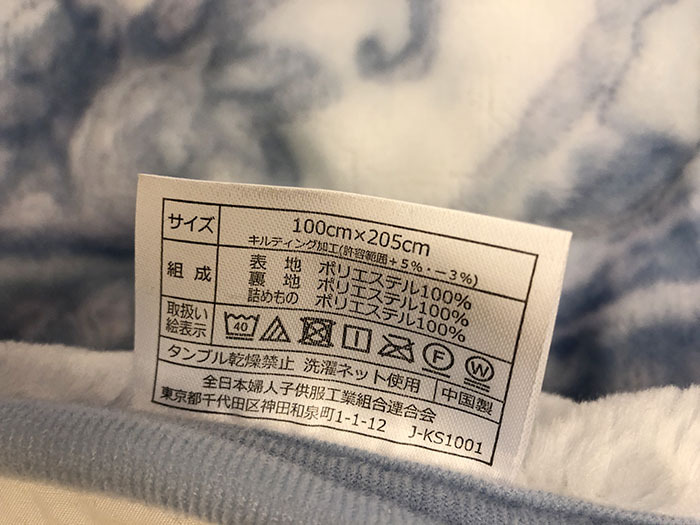 サイズ 100cm×205cm
キルディング加工(許容範囲+5%・-3%)
組成 表地 ポリエステル100%
裏地 ポリエステル100%
詰めもの ポリエステル100%
取扱い
絵表示 40 F W
タンブル乾燥禁止 洗濯ネット使用 中国製
全日本婦人子供服工業組合連合会
東京都千代田区神田和泉町1-1-12 J-KS1001